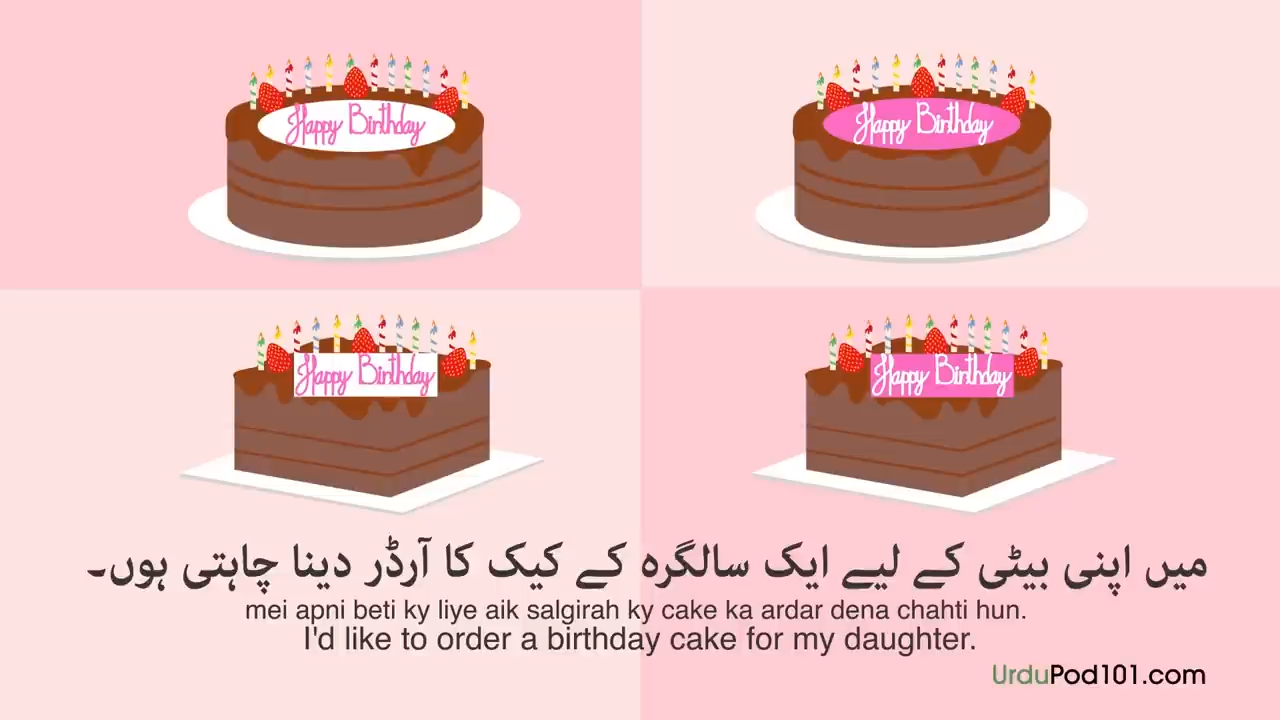 Happy Birthday
Happy Birthday
Happy Birthday
Happy Birthday
میں اپنی بیٹی کے لیے ایک سالگرہ کے کیک کا آرڈر دینا چاہتی ہوں۔
mei apni beti ky liye aik salgirah ky cake ka ardar dena chahti hun.
I'd like to order a birthday cake for my daughter.
UrduPod101.com